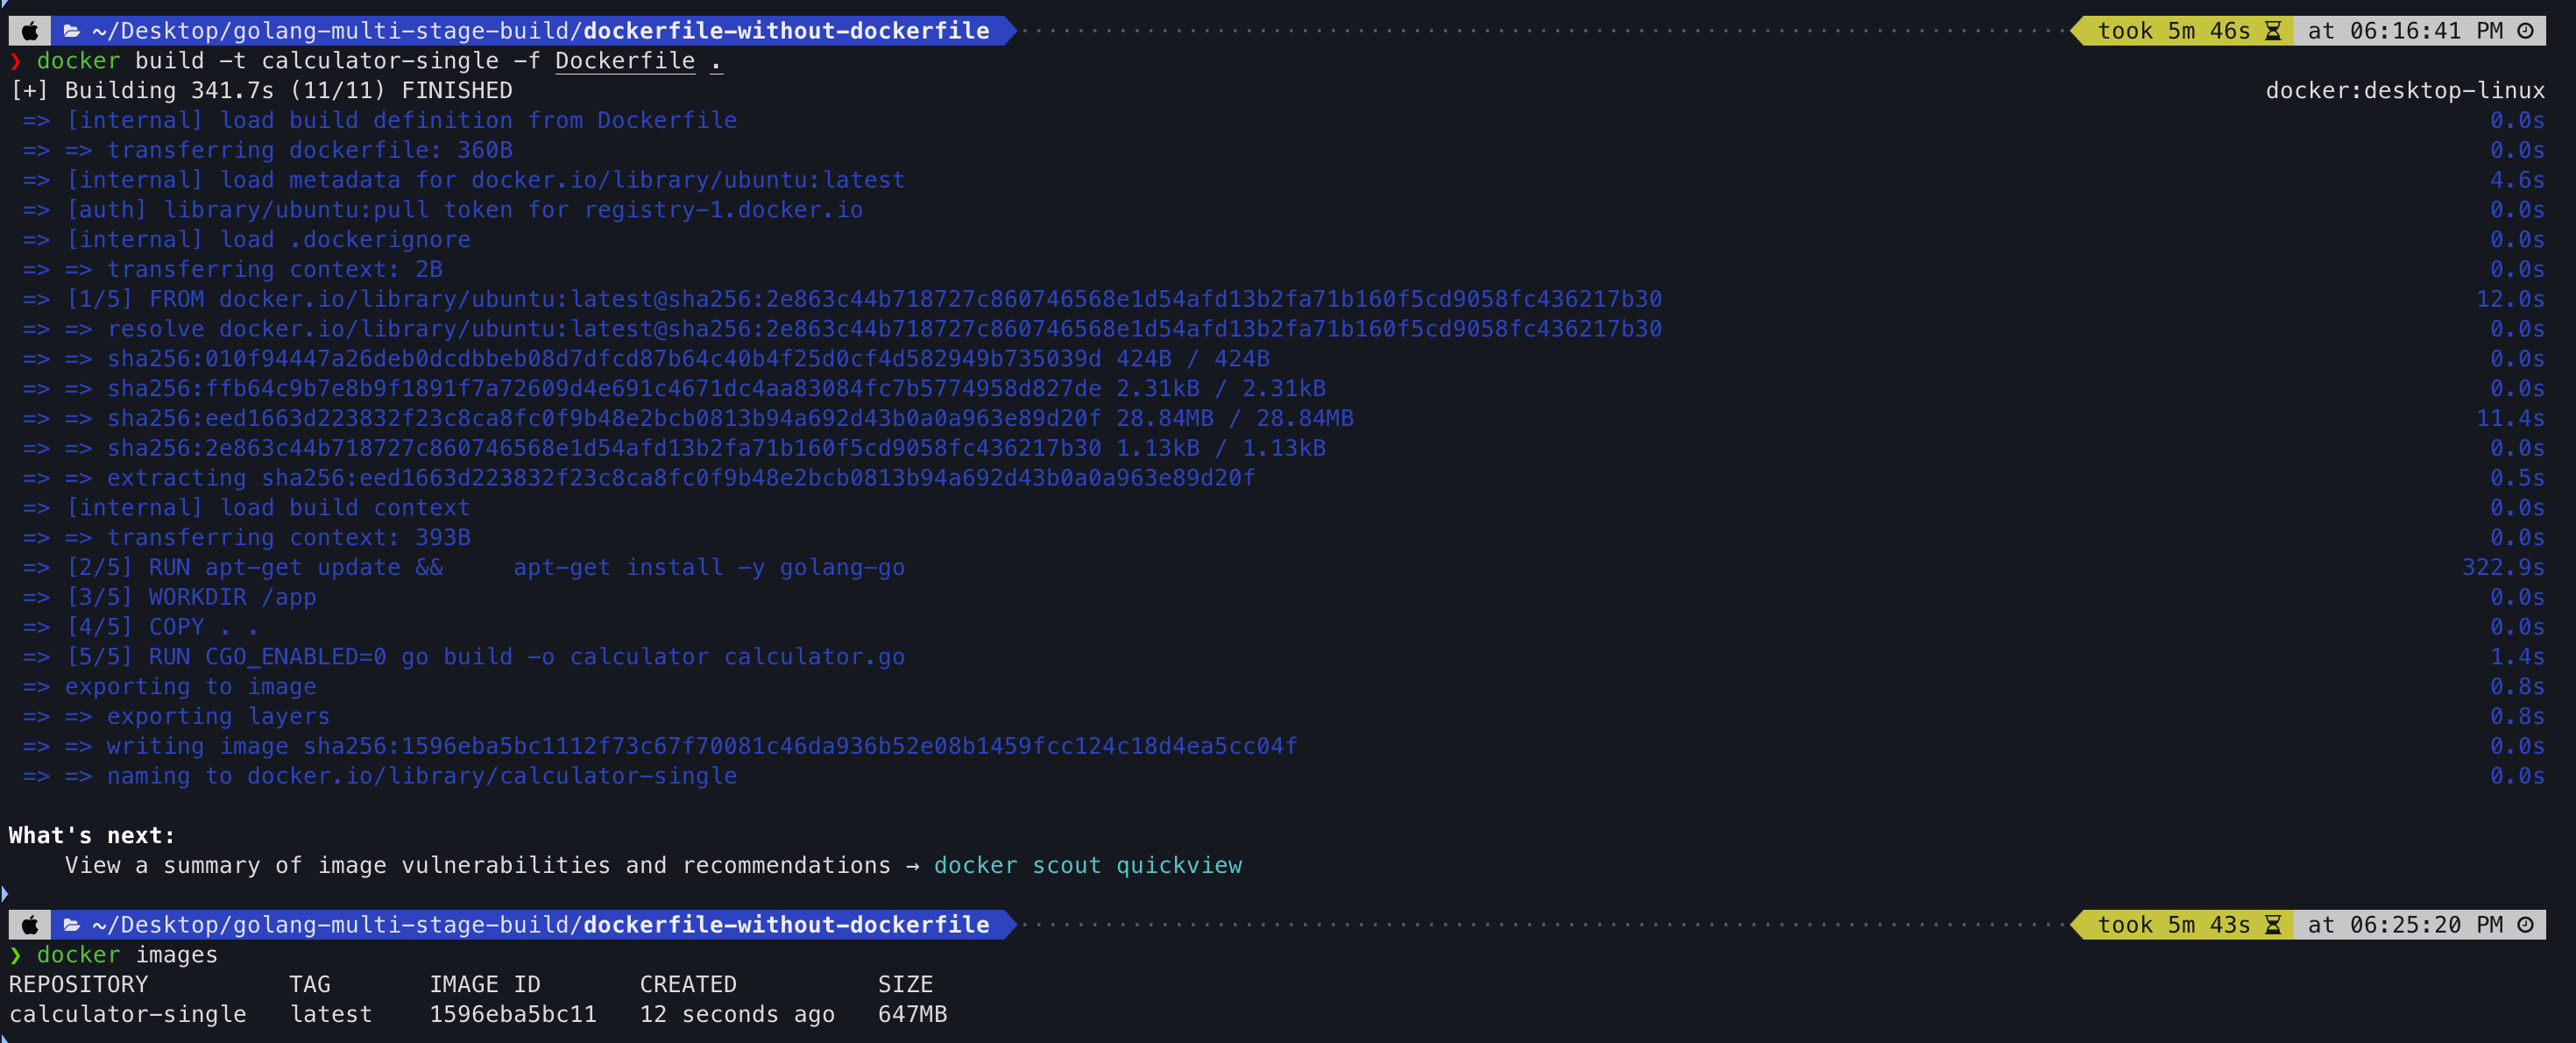 ~/Desktop/golang-multi-stage-build/dockerfile-without-dockerfile took 5m 46s at 06:16:41 PM
❯ docker build -t calculator-single -f Dockerfile .
[+] Building 341.7s (11/11) FINISHED docker:desktop-linux
=> [internal] load build definition from Dockerfile 0.0s
=> => transferring dockerfile: 360B 0.0s
=> [internal] load metadata for docker.io/library/ubuntu:latest 4.6s
=> [auth] library/ubuntu:pull token for registry-1.docker.io 0.0s
=> [internal] load .dockerignore 0.0s
=> => transferring context: 2B 0.0s
=> [1/5] FROM docker.io/library/ubuntu:latest@sha256:2e863c44b718727c860746568e1d54afd13b2fa71b160f5cd9058fc436217b30 12.0s
=> => resolve docker.io/library/ubuntu:latest@sha256:2e863c44b718727c860746568e1d54afd13b2fa71b160f5cd9058fc436217b30 0.0s
=> => sha256:010f94447a26deb0dcdbbeb08d7dfcd87b64c40b4f25d0cf4d582949b735039d 424B / 424B 0.0s
=> => sha256:ffb64c9b7e8b9f1891f7a72609d4e691c4671dc4aa83084fc7b5774958d827de 2.31kB / 2.31kB 0.0s
=> => sha256:eed1663d223832f23c8ca8fc0f9b48e2bcb0813b94a692d43b0a0a963e89d20f 28.84MB / 28.84MB 11.4s
=> => sha256:2e863c44b718727c860746568e1d54afd13b2fa71b160f5cd9058fc436217b30 1.13kB / 1.13kB 0.0s
=> => extracting sha256:eed1663d223832f23c8ca8fc0f9b48e2bcb0813b94a692d43b0a0a963e89d20f 0.5s
=> [internal] load build context 0.0s
=> => transferring context: 393B 0.0s
=> [2/5] RUN apt-get update &&     apt-get install -y golang-go 322.9s
=> [3/5] WORKDIR /app 0.0s
=> [4/5] COPY . . 0.0s
=> [5/5] RUN CGO_ENABLED=0 go build -o calculator calculator.go 1.4s
=> exporting to image 0.8s
=> => exporting layers 0.8s
=> => writing image sha256:1596eba5bc1112f73c67f70081c46da936b52e08b1459fcc124c18d4ea5cc04f 0.0s
=> => naming to docker.io/library/calculator-single 0.0s
What's next:
View a summary of image vulnerabilities and recommendations → docker scout quickview
~/Desktop/golang-multi-stage-build/dockerfile-without-dockerfile took 5m 43s at 06:25:20 PM
❯ docker images
REPOSITORY TAG IMAGE ID CREATED SIZE
calculator-single latest 1596eba5bc11 12 seconds ago 647MB